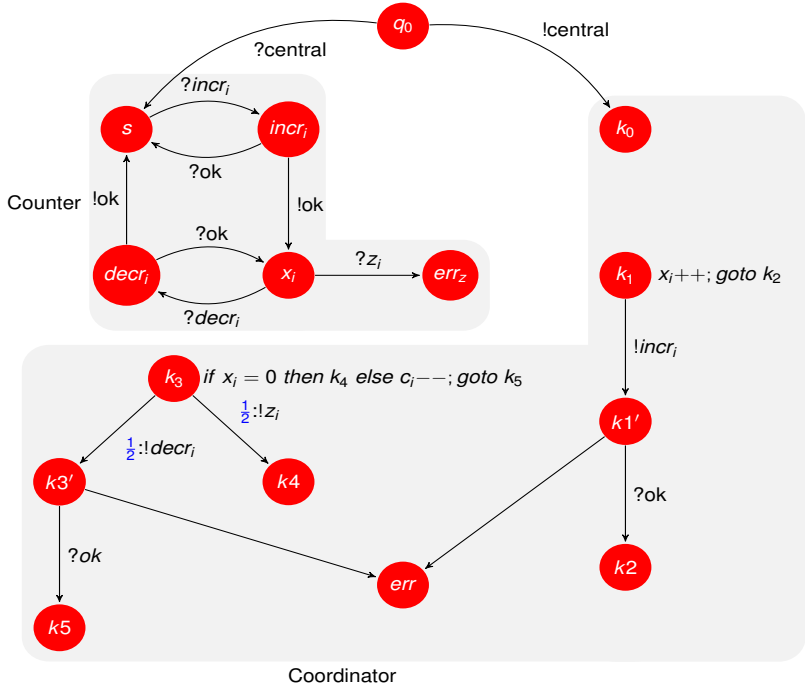 q0
?central
!central
?incri
s
incri
k0
?ok
Counter
!ok
!ok
?ok
decri
xi
?zi
errz
k1
xi++; goto k2
?decri
!incri
k3
if xi = 0 then k4 else ci--; goto k5
1/2:!zi
1/2:!decri
k1′
k3′
k4
?ok
?ok
err
k2
k5
Coordinator